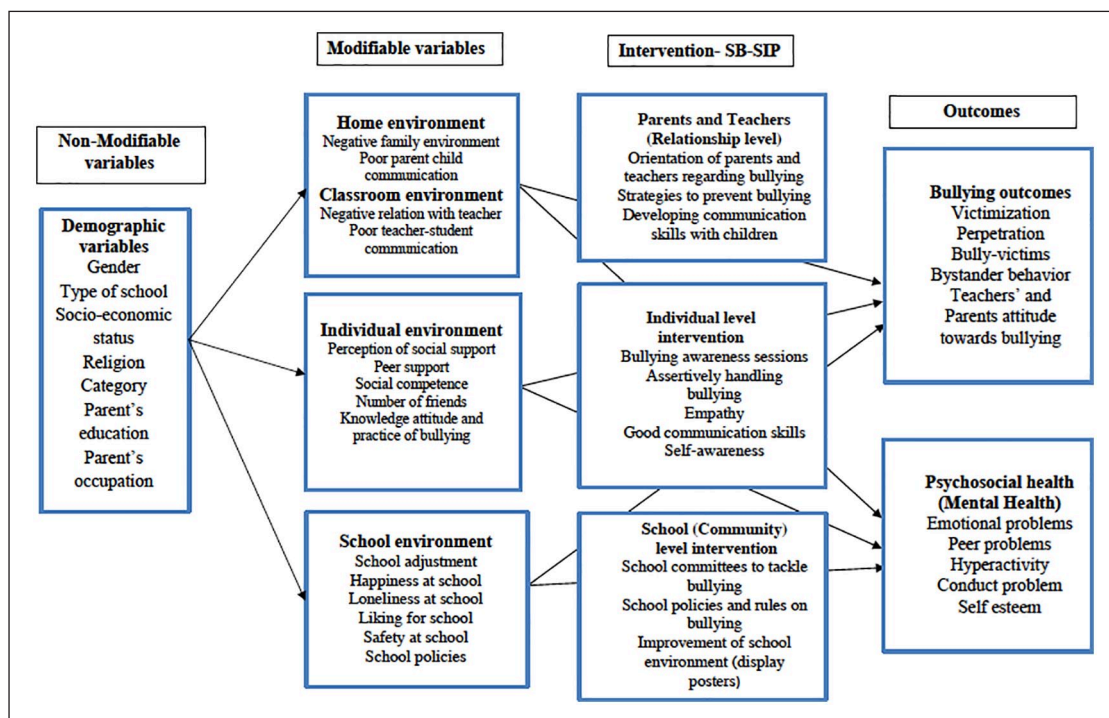 Non-Modifiable
variables
Demographic
variables
Gender
Type of school
Socio-economic
status
Religion
Category
Parent's
education
Parent's
occupation
Modifiable variables
Home environment
Negative family environment
Poor parent child
communication
Classroom environment
Negative relation with teacher
Poor teacher-student
communication
Individual environment
Perception of social support
Peer support
Social competence
Number of friends
Knowledge attitude and
practice of bullying
School environment
School adjustment
Happiness at school
Loneliness at school
Liking for school
Safety at school
School policies
Intervention- SB-SIP
Parents and Teachers
(Relationship level)
Orientation of parents and
teachers regarding bullying
Strategies to prevent bullying
Developing communication
skills with children
Individual level
intervention
Bullying awareness sessions
Assertively handling
bullying
Empathy
Good communication skills
Self-awareness
School (Community)
level intervention
School committees to tackle
bullying
School policies and rules on
bullying
Improvement of school
environment (display
posters)
Outcomes
Bullying outcomes
Victimization
Perpetration
Bully-victims
Bystander behavior
Teachers' and
Parents attitude
towards bullying
Psychosocial health
(Mental Health)
Emotional problems
Peer problems
Hyperactivity
Conduct problem
Self esteem